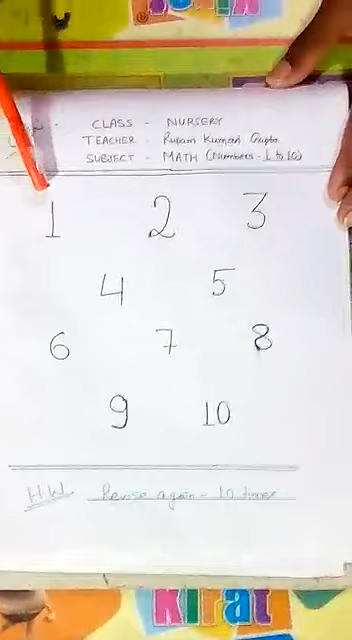 CLASS - NURSERY
TEACHER - Rupam Kumari Gupta
SUBJECT - MATH (Numbers - 1 to 10)
1 2 3
4 5
6 7 8
9 10
H.W Revise again - 10 times
kirat